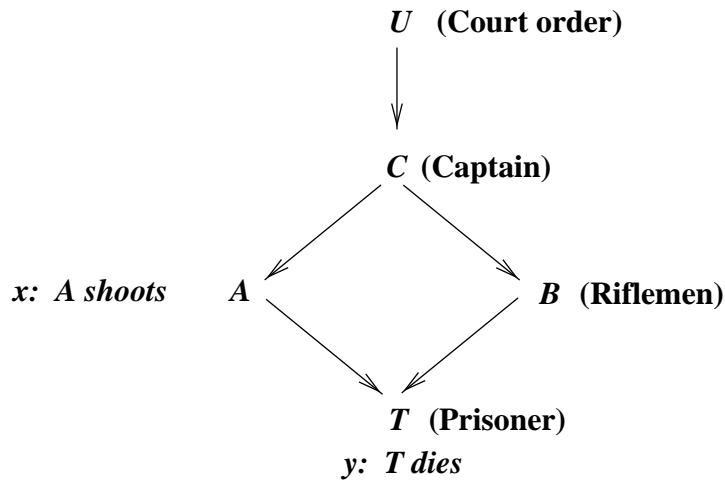 U (Court order)
C (Captain)
x: A shoots A B (Riflemen)
T (Prisoner)
y: T dies